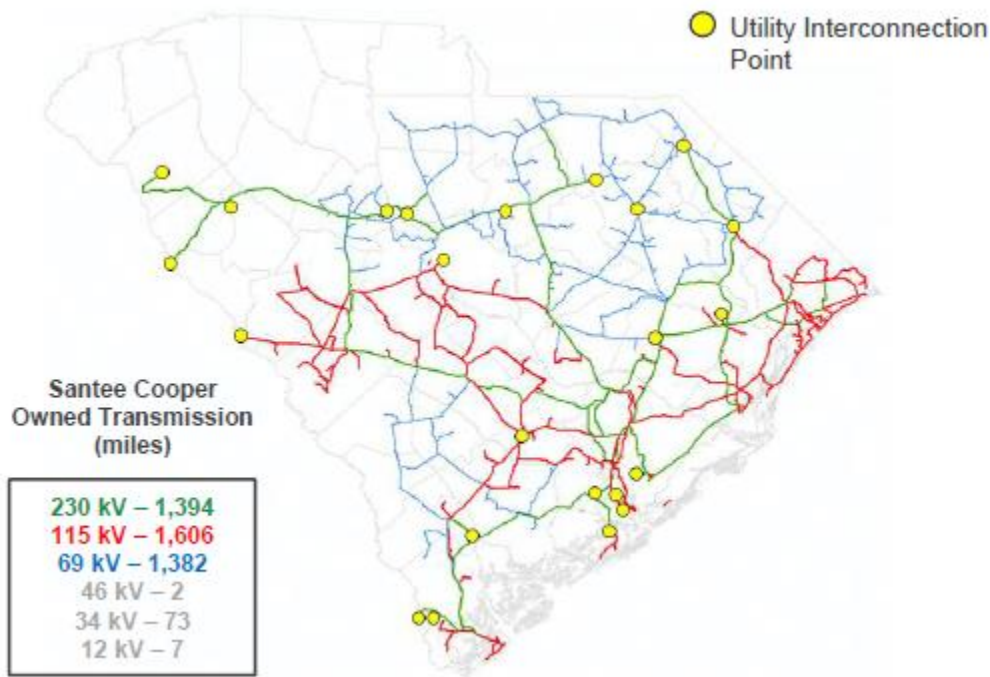 Utility Interconnection
Point
Santee Cooper
Owned Transmission
(miles)
230 kV – 1,394
115 kV – 1,606
69 kV – 1,382
46 kV – 2
34 kV – 73
12 kV – 7